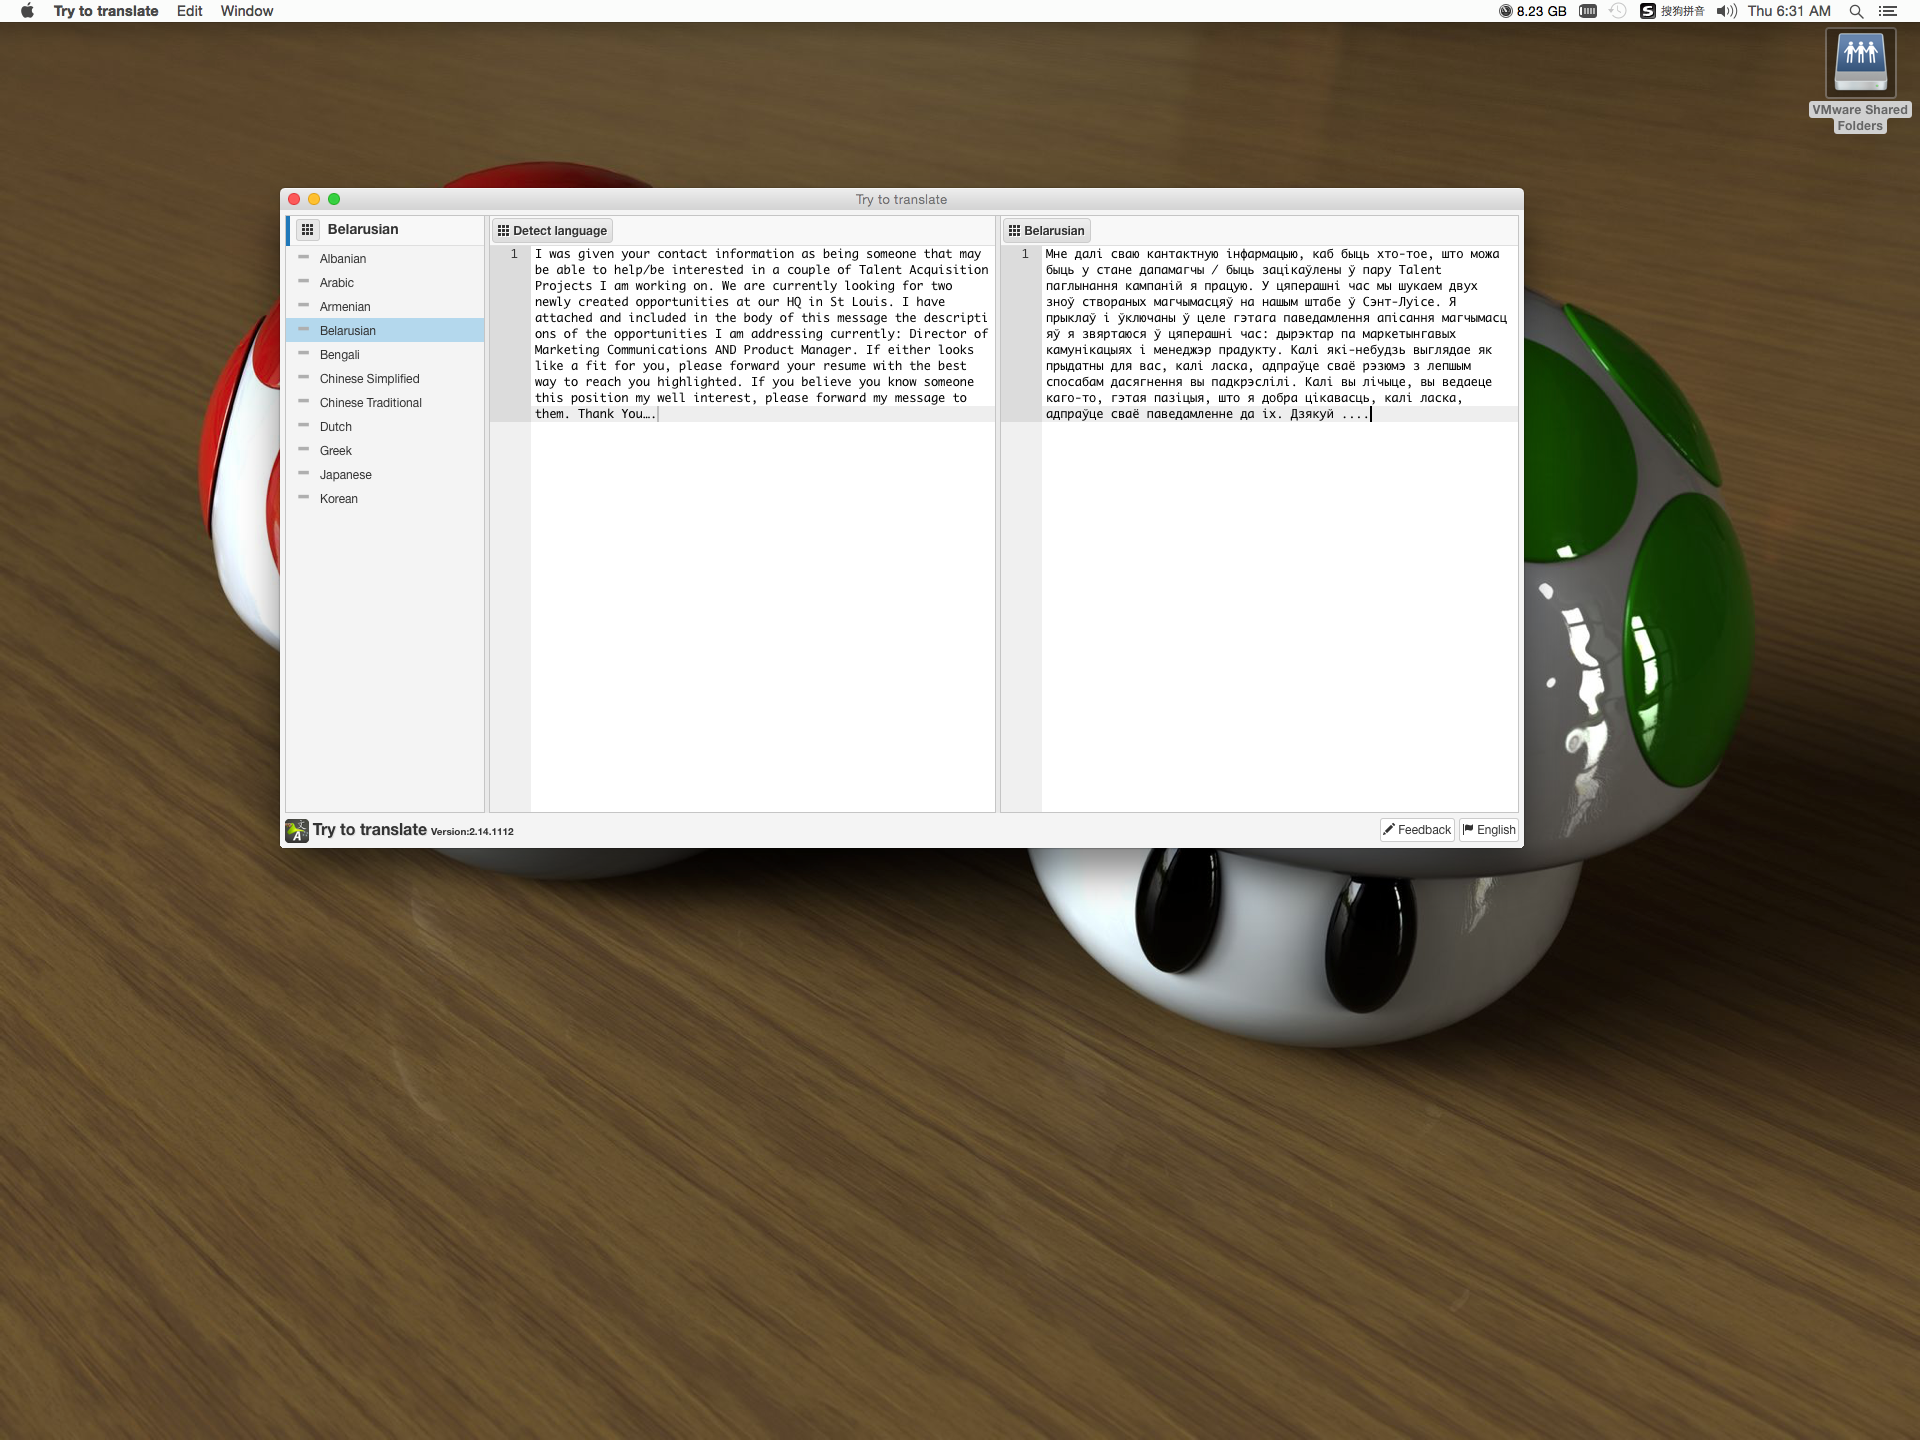 Try to translate Edit Window 8.23 GB 搜狗拼音 Thu 6:31 AM
VMware Shared
Folders
Try to translate
Belarusian
Albanian
Arabic
Armenian
Belarusian
Bengali
Chinese Simplified
Chinese Traditional
Dutch
Greek
Japanese
Korean
Detect language
1
I was given your contact information as being someone that may
be able to help/be interested in a couple of Talent Acquisition
Projects I am working on. We are currently looking for two
newly created opportunities at our HQ in St Louis. I have
attached and included in the body of this message the descripti
ons of the opportunities I am addressing currently: Director of
Marketing Communications AND Product Manager. If either looks
like a fit for you, please forward your resume with the best
way to reach you highlighted. If you believe you know someone
this position my well interest, please forward my message to
them. Thank You….
Belarusian
1
Мне далі сваю кантактную інфармацыю, каб быць хто-тое, што можа
быць у стане дапамагчы / быць зацікаўлены ў пару Talent
паглынання кампаній я працую. У цяперашні час мы шукаем двух
зноў створаных магчымасцяў на нашым штабе ў Сэнт-Луісе. Я
прыклаў і ўключаны ў целе гэтага паведамлення апісання магчымасц
яў я звяртаюся ў цяперашні час: дырэктар па маркетынгавых
камунікацыях і менеджэр прадукту. Калі які-небудзь выглядае як
прыдатны для вас, калі ласка, адпраўце сваё рэзюмэ з лепшым
спосабам дасягнення вы падкрэслілі. Калі вы лічыце, вы ведаеце
каго-то, гэтая пазіцыя, што я добра цікавасць, калі ласка,
адпраўце сваё паведамленне да іх. Дзякуй ....
Try to translate Version:2.14.1112
Feedback English